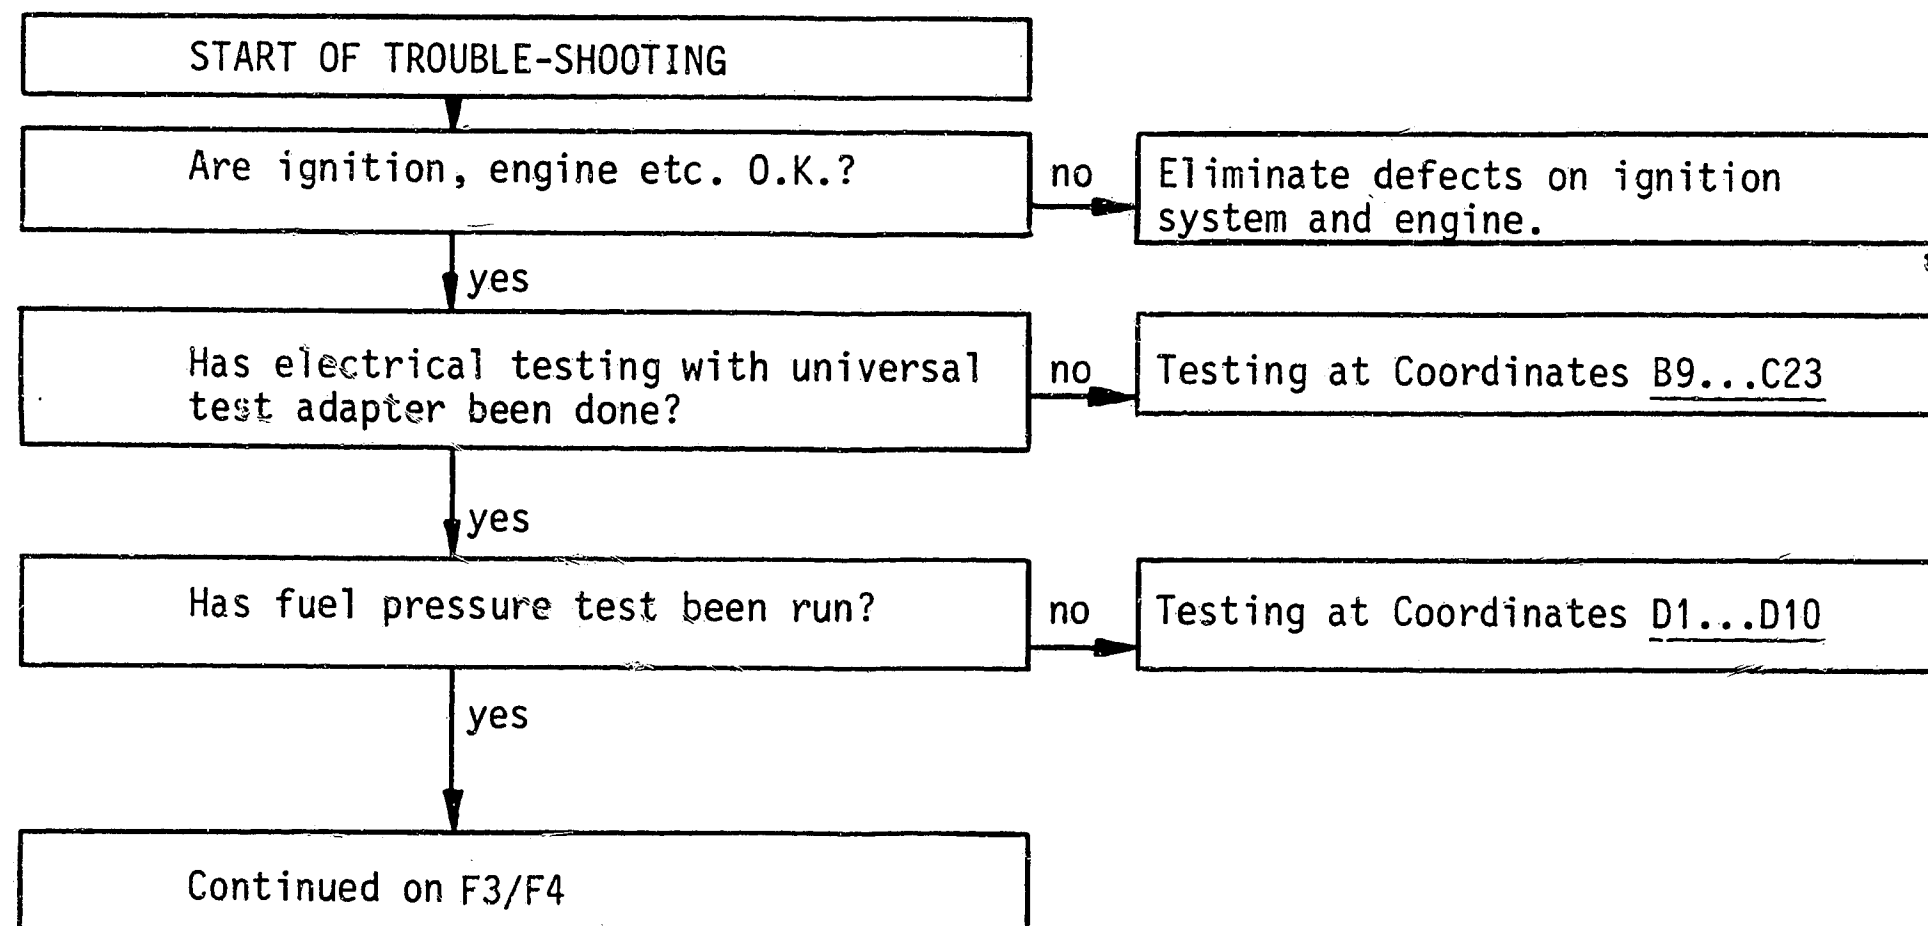 START OF TROUBLE-SHOOTING
Are ignition, engine etc. O.K.?
no
Eliminate defects on ignition
system and engine.
yes
Has electrical testing with universal
test adapter been done?
no
Testing at Coordinates B9...C23
yes
Has fuel pressure test been run?
no
Testing at Coordinates D1...D10
yes
Continued on F3/F4